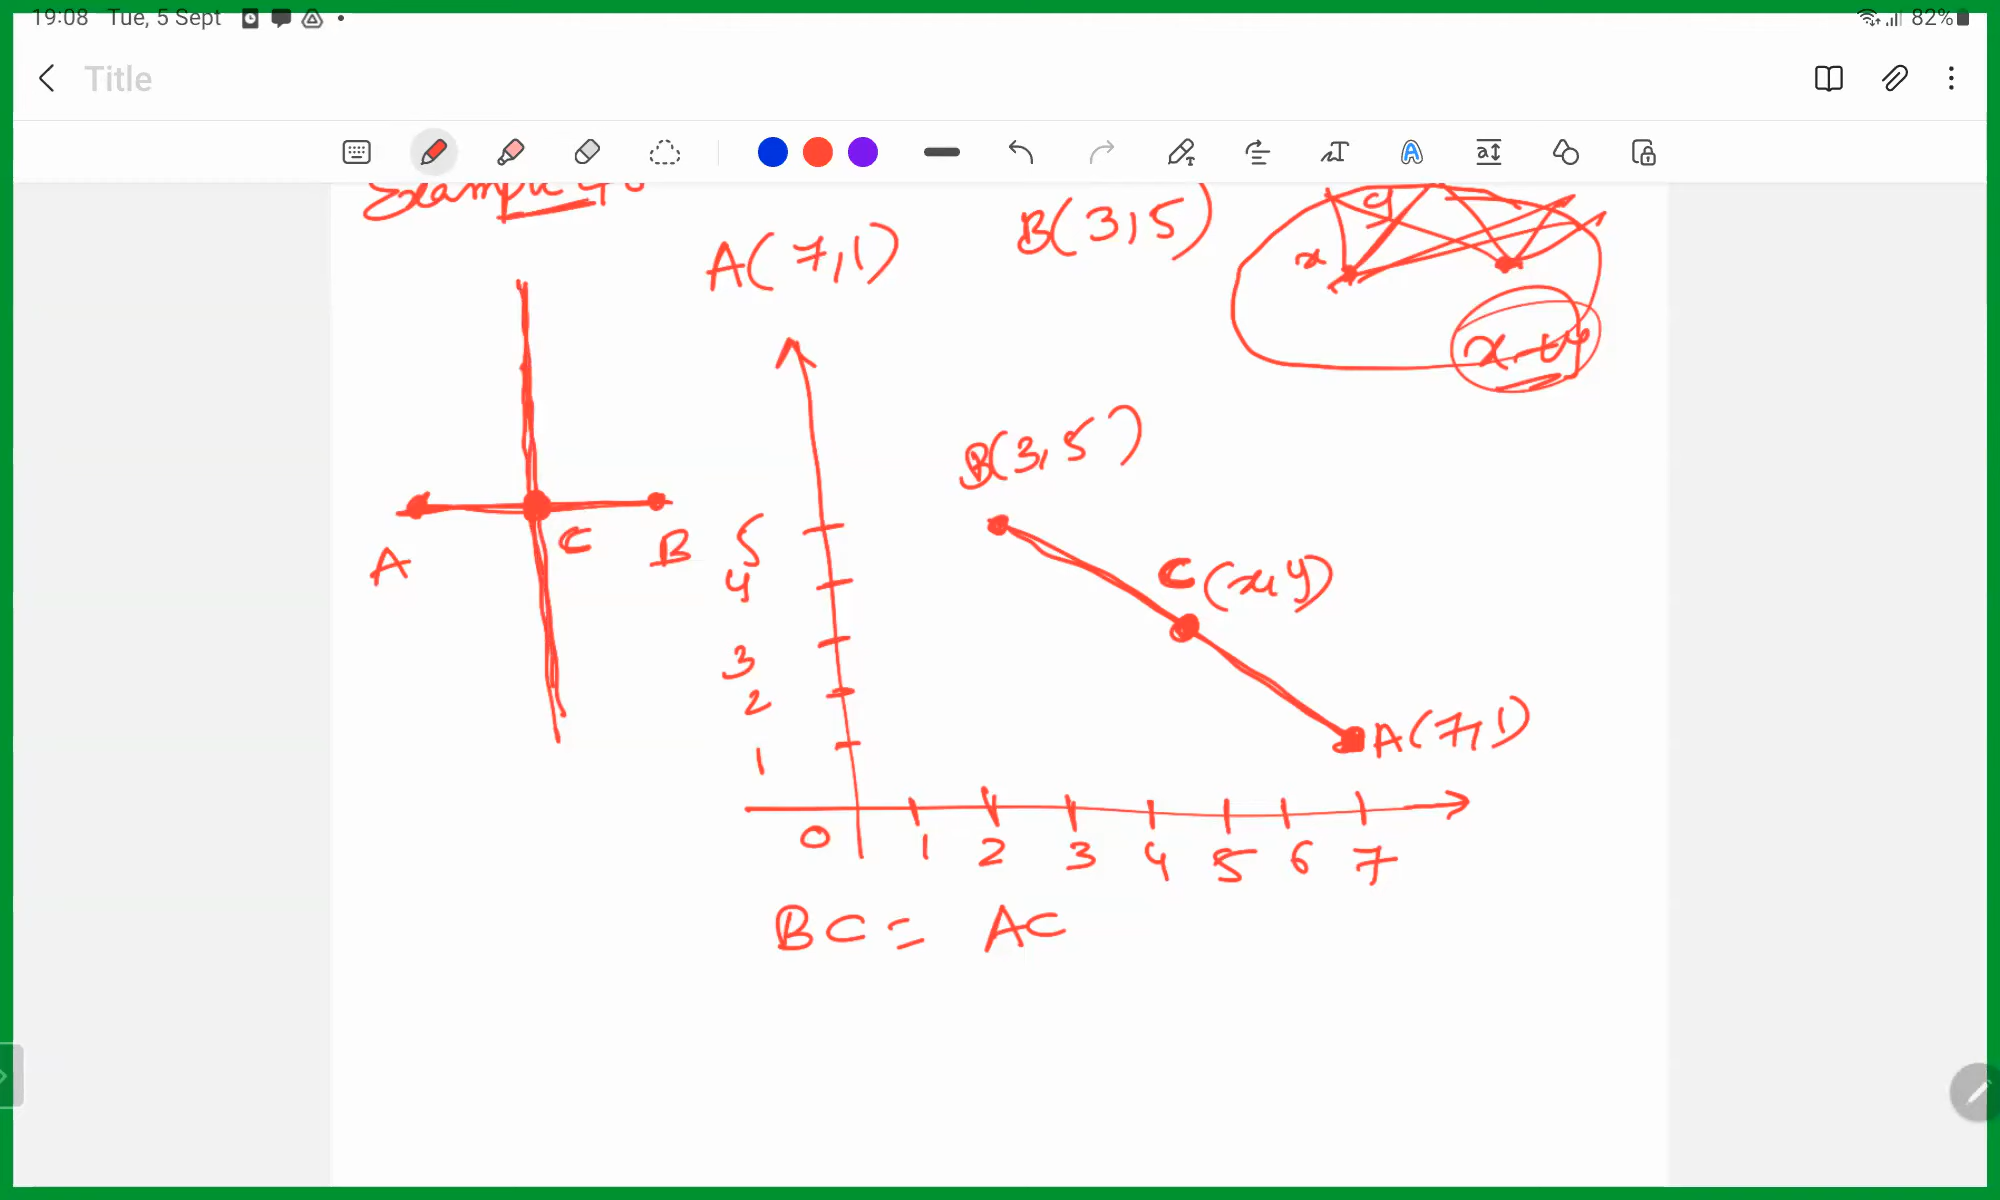 19:08 Tue, 5 Sept 82%
Title
Example
A(7,1) B(3,5)
x y
B(3,5)
A C B
C(x y)
A(7,1)
5
4
3
2
1
0 1 2 3 4 5 6 7
BC = AC